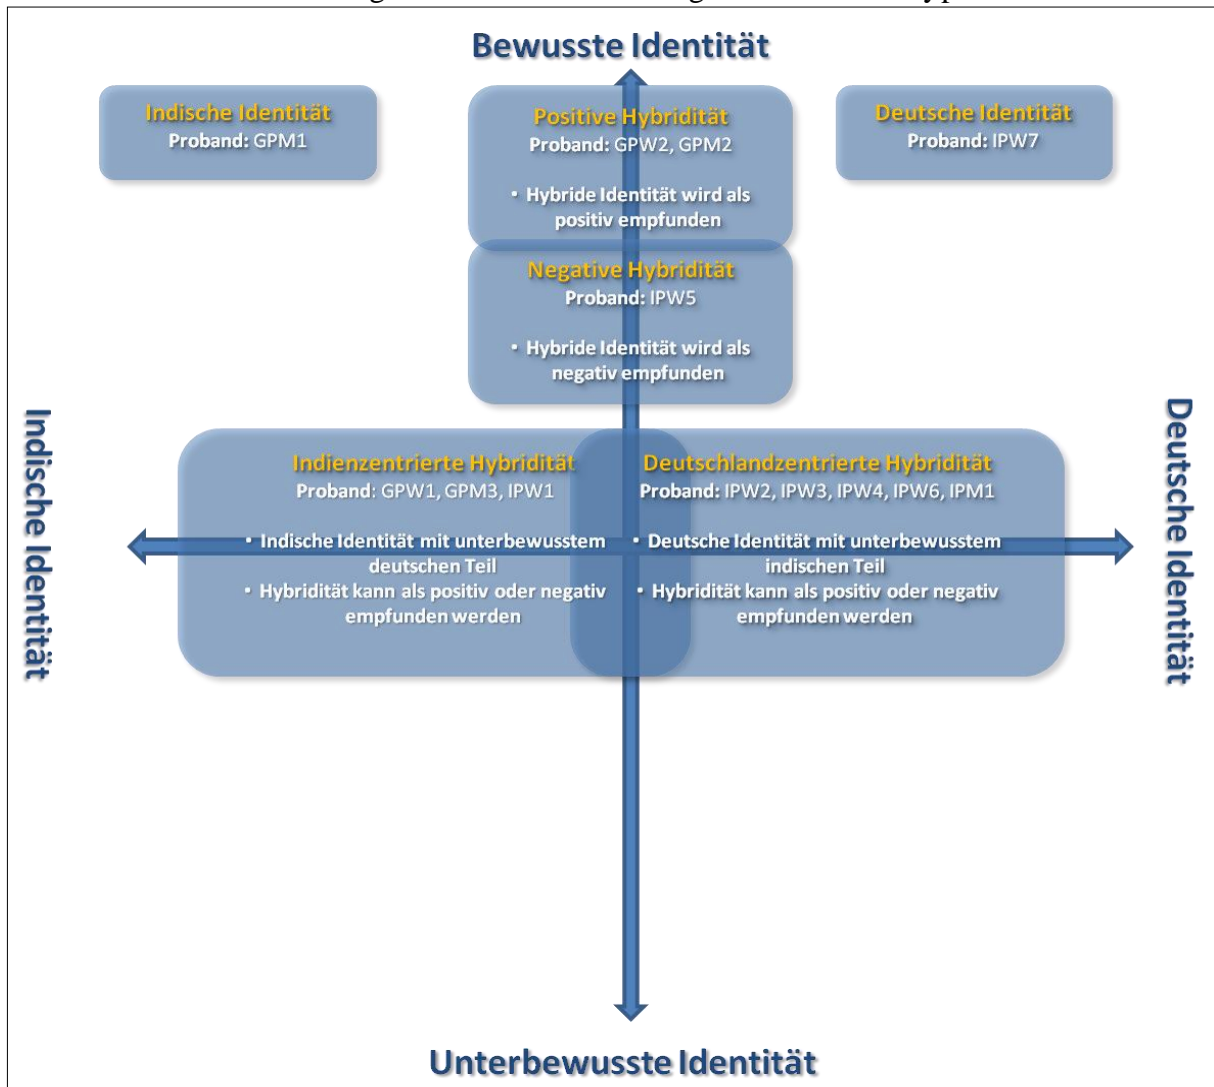 Bewusste Identität
Indische Identität
Proband: GPM1
Positive Hybridität
Proband: GPW2, GPM2
• Hybride Identität wird als
positiv empfunden
Deutsche Identität
Proband: IPW7
Negative Hybridität
Proband: IPW5
• Hybride Identität wird als
negativ empfunden
Indische Identität
Indienzentrierte Hybridität
Proband: GPW1, GPM3, IPW1
• Indische Identität mit unterbewusstem
deutschen Teil
• Hybridität kann als positiv oder negativ
empfunden werden
Deutschlandzentrierte Hybridität
Proband: IPW2, IPW3, IPW4, IPW6, IPM1
• Deutsche Identität mit unterbewusstem
indischen Teil
• Hybridität kann als positiv oder negativ
empfunden werden
Deutsche Identität
Unterbewusste Identität